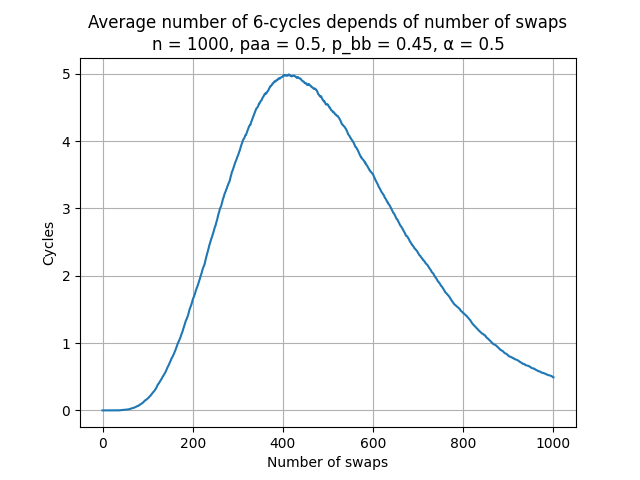 Average number of 6-cycles depends of number of swaps
n = 1000, paa = 0.5, p_bb = 0.45, α = 0.5
5
4
3
2
1
0
Cycles
0 200 400 600 800 1000
Number of swaps